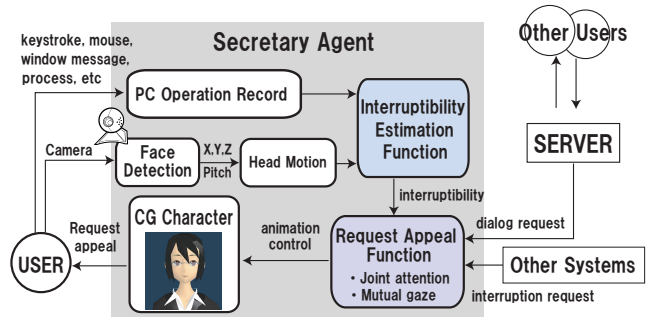 Secretary Agent
keystroke, mouse,
window message,
process, etc
PC Operation Record
Interruptibility
Estimation
Function
Other Users
SERVER
Camera
Face
Detection
X,Y,Z
Pitch
Head Motion
interruptibility
dialog request
USER
Request
appeal
CG Character
animation
control
Request Appeal
Function
・Joint attention
・Mutual gaze
Other Systems
interruption request